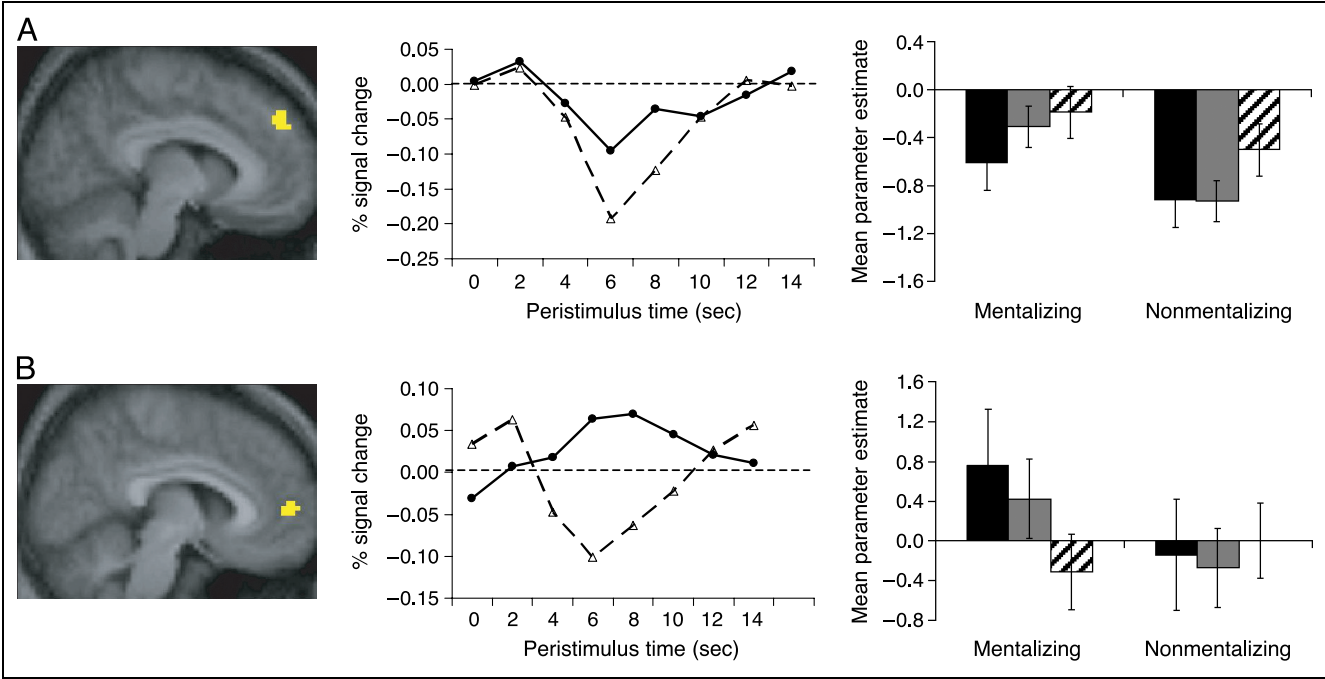 A
0.05
0.00
−0.05
−0.10
−0.15
−0.20
−0.25
% signal change
0 2 4 6 8 10 12 14
Peristimulus time (sec)
0.4
0.0
−0.4
−0.8
−1.2
−1.6
Mean parameter estimate
Mentalizing Nonmentalizing
B
0.10
0.05
0.00
−0.05
−0.10
−0.15
% signal change
0 2 4 6 8 10 12 14
Peristimulus time (sec)
1.6
1.2
0.8
0.4
0.0
−0.4
−0.8
Mean parameter estimate
Mentalizing Nonmentalizing